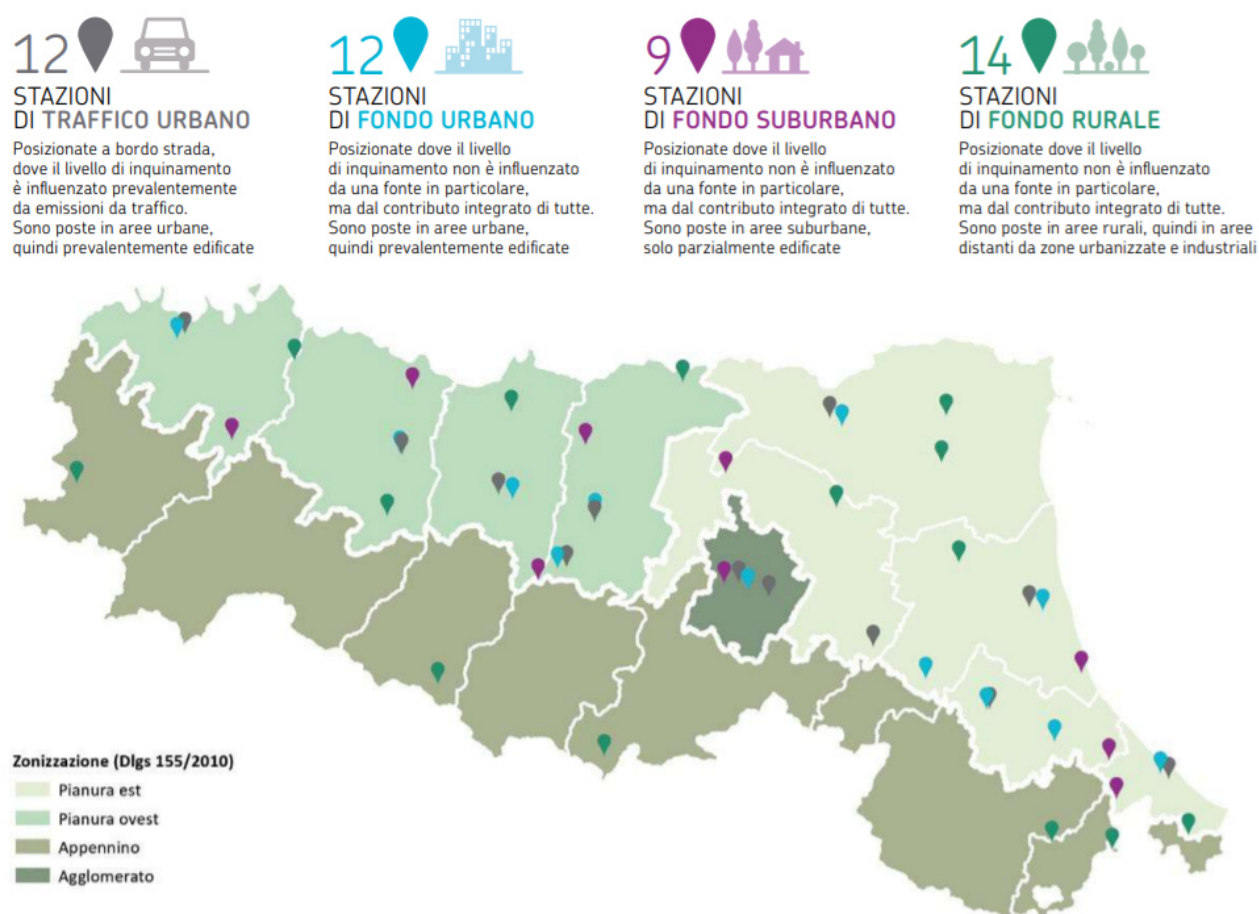 12
STAZIONI
DI TRAFFICO URBANO
Posizionate a bordo strada,
dove il livello di inquinamento
è influenzato prevalentemente
da emissioni da traffico.
Sono poste in aree urbane,
quindi prevalentemente edificate
12
STAZIONI
DI FONDO URBANO
Posizionate dove il livello
di inquinamento non è influenzato
da una fonte in particolare,
ma dal contributo integrato di tutte.
Sono poste in aree urbane,
quindi prevalentemente edificate
9
STAZIONI
DI FONDO SUBURBANO
Posizionate dove il livello
di inquinamento non è influenzato
da una fonte in particolare,
ma dal contributo integrato di tutte.
Sono poste in aree suburbane,
solo parzialmente edificate
14
STAZIONI
DI FONDO RURALE
Posizionate dove il livello
di inquinamento non è influenzato
da una fonte in particolare,
ma dal contributo integrato di tutte.
Sono poste in aree rurali, quindi in aree
distanti da zone urbanizzate e industriali
Zonizzazione (Dlgs 155/2010)
Pianura est
Pianura ovest
Appennino
Agglomerato